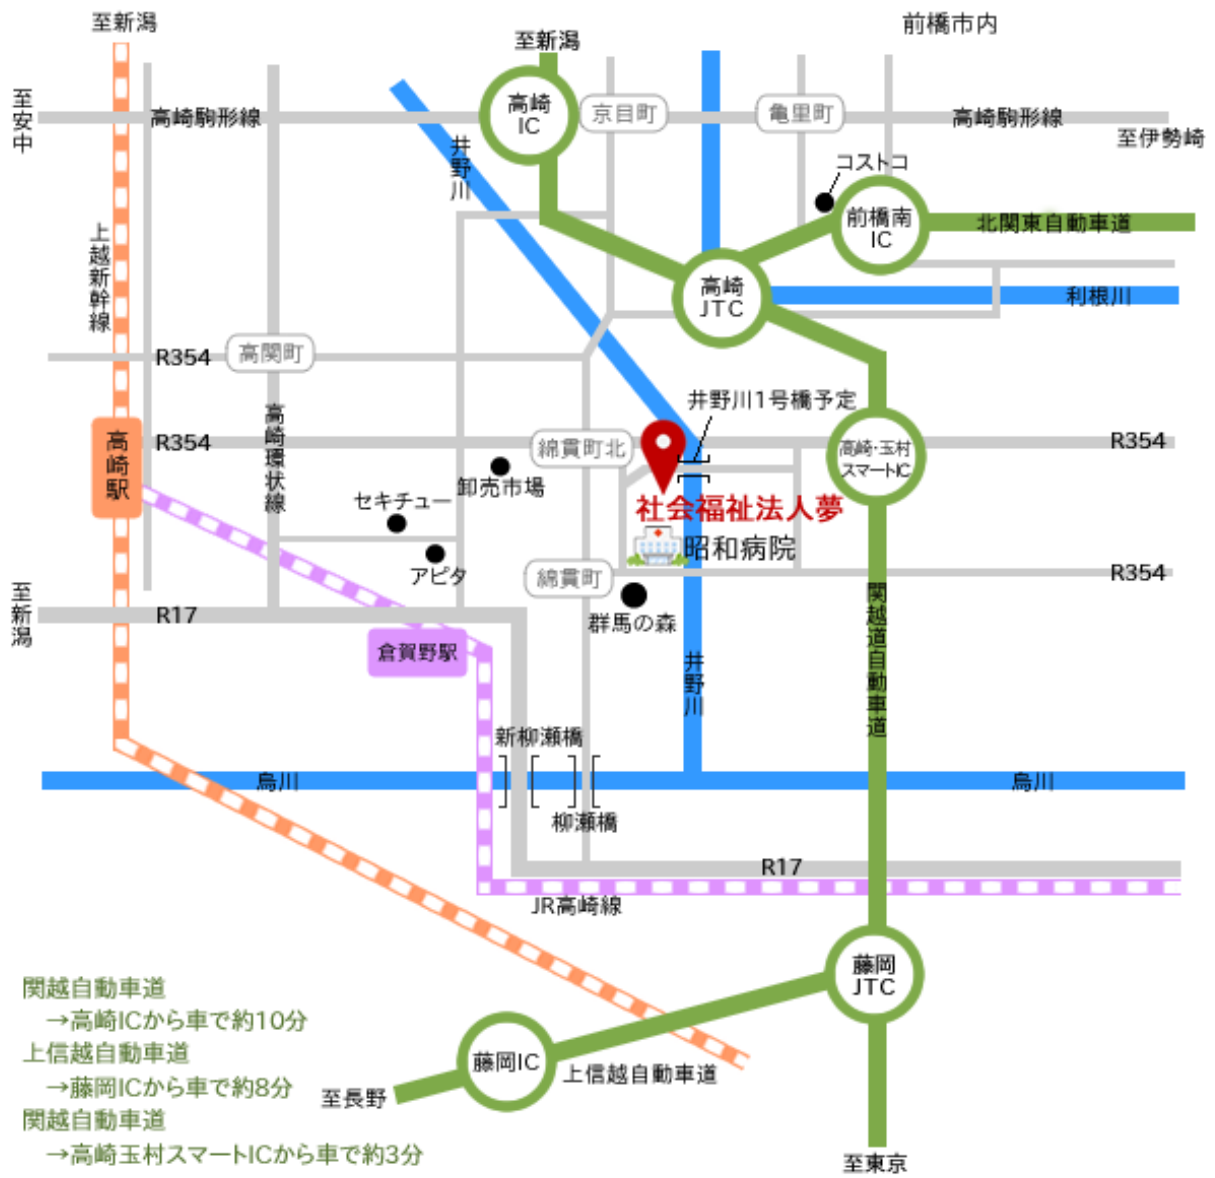 至新潟
至新潟
前橋市内
至安中
高崎駒形線
高崎IC
京目町
亀里町
高崎駒形線
至伊勢崎
井野川
コストコ
前橋南IC
北関東自動車道
上越新幹線
高崎JTC
利根川
R354
高関町
高崎環状線
井野川1号橋予定
高崎駅
R354
綿貫町北
高崎・玉村スマートIC
R354
卸売市場
セキチュー
社会福祉法人夢
昭和病院
アピタ
綿貫町
R354
至新潟
R17
群馬の森
関越道自動車道
倉賀野駅
井野川
新柳瀬橋
烏川
烏川
柳瀬橋
R17
JR高崎線
藤岡JTC
関越自動車道
→高崎ICから車で約10分
上信越自動車道
→藤岡ICから車で約8分
関越自動車道
→高崎玉村スマートICから車で約3分
藤岡IC
上信越自動車道
至長野
至東京